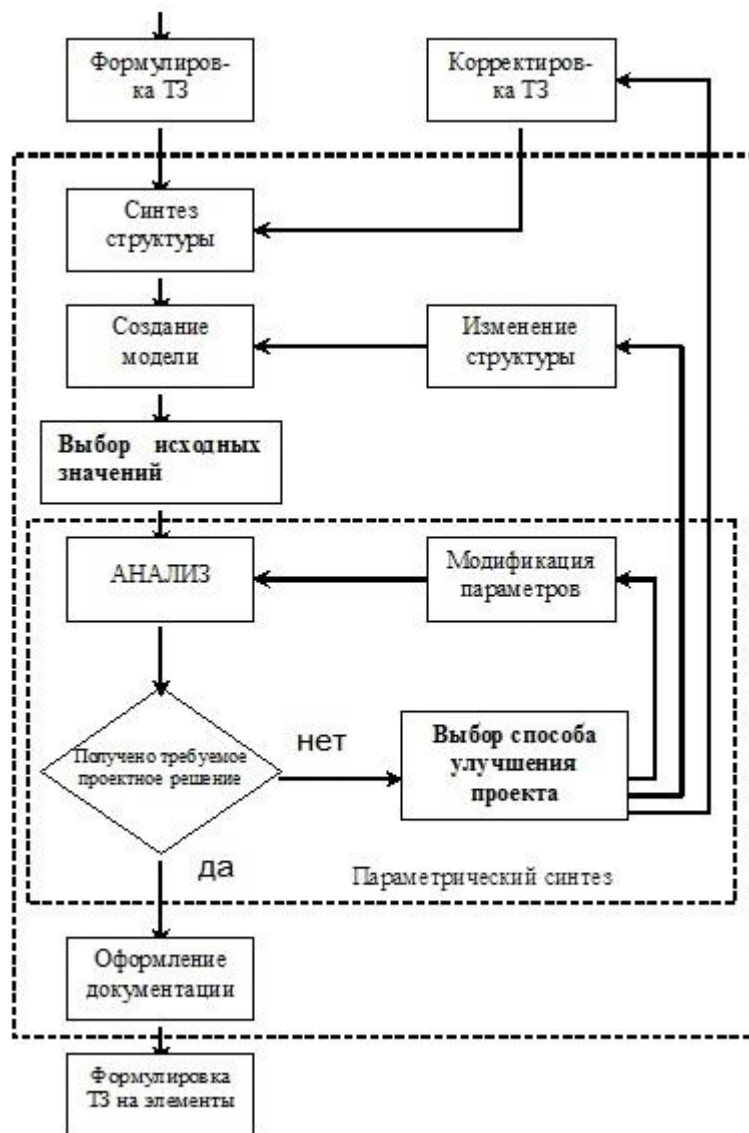 Формулиров-
ка ТЗ
Корректиров-
ка ТЗ
Синтез
структуры
Создание
модели
Изменение
структуры
Выбор исходных
значений
АНАЛИЗ
Модификация
параметров
Получено требуемое
проектное решение
нет
Выбор способа
улучшения
проекта
да
Параметрический синтез
Оформление
документации
Формулировка
ТЗ на элементы